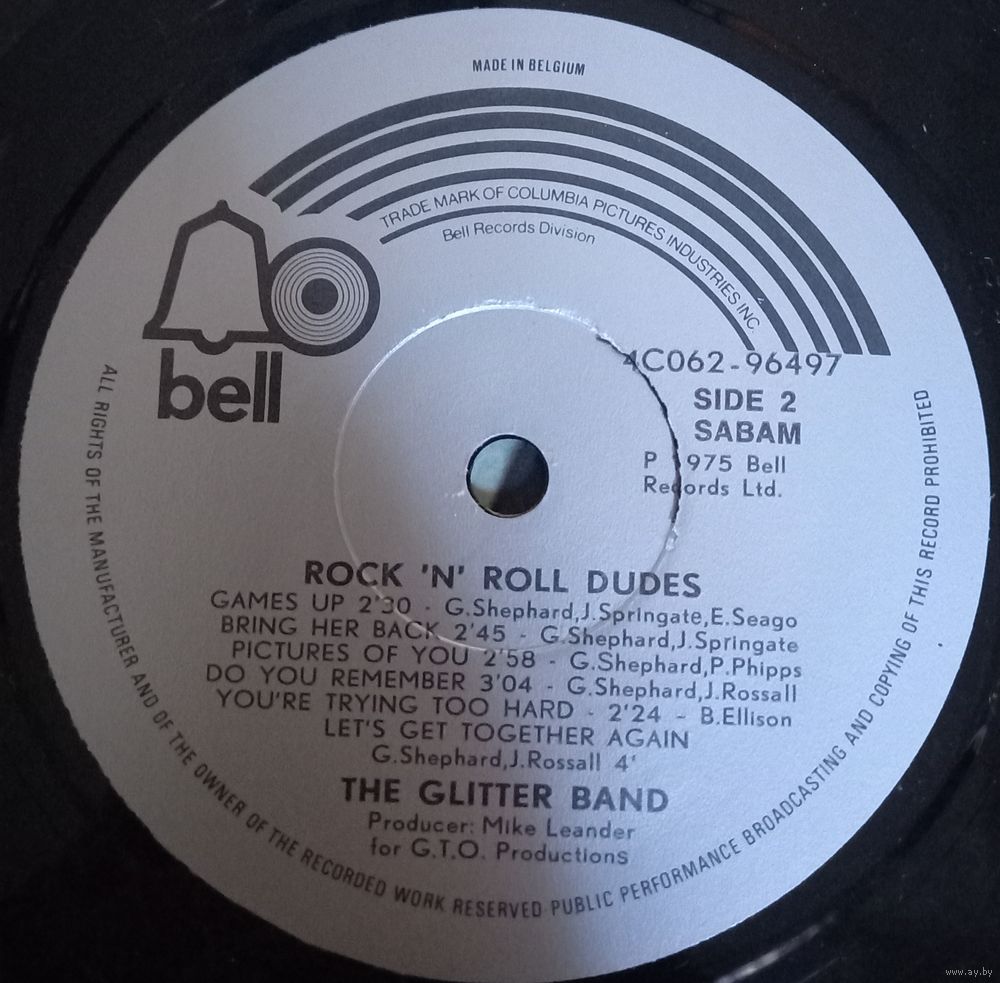 MADE IN BELGIUM
TRADE MARK OF COLUMBIA PICTURES INDUSTRIES INC.
Bell Records Division
bell
4C062-96497
SIDE 2
SABAM
P 1975 Bell
Records Ltd.
ROCK 'N' ROLL DUDES
GAMES UP 2'30 - G.Shephard,J.Springate,E.Seago
BRING HER BACK 2'45 - G.Shephard,J.Springate
PICTURES OF YOU 2'58 - G.Shephard,P.Phipps
DO YOU REMEMBER 3'04 - G.Shephard,J.Rossall
YOU'RE TRYING TOO HARD - 2'24 - B.Ellison
LET'S GET TOGETHER AGAIN
G.Shephard,J.Rossall 4'
THE GLITTER BAND
Producer: Mike Leander
for G.T.O. Productions
ALL RIGHTS OF THE MANUFACTURER AND OF THE OWNER OF THE RECORDED WORK RESERVED PUBLIC PERFORMANCE BROADCASTING AND COPYING OF THIS RECORD PROHIBITED
www.ay.by